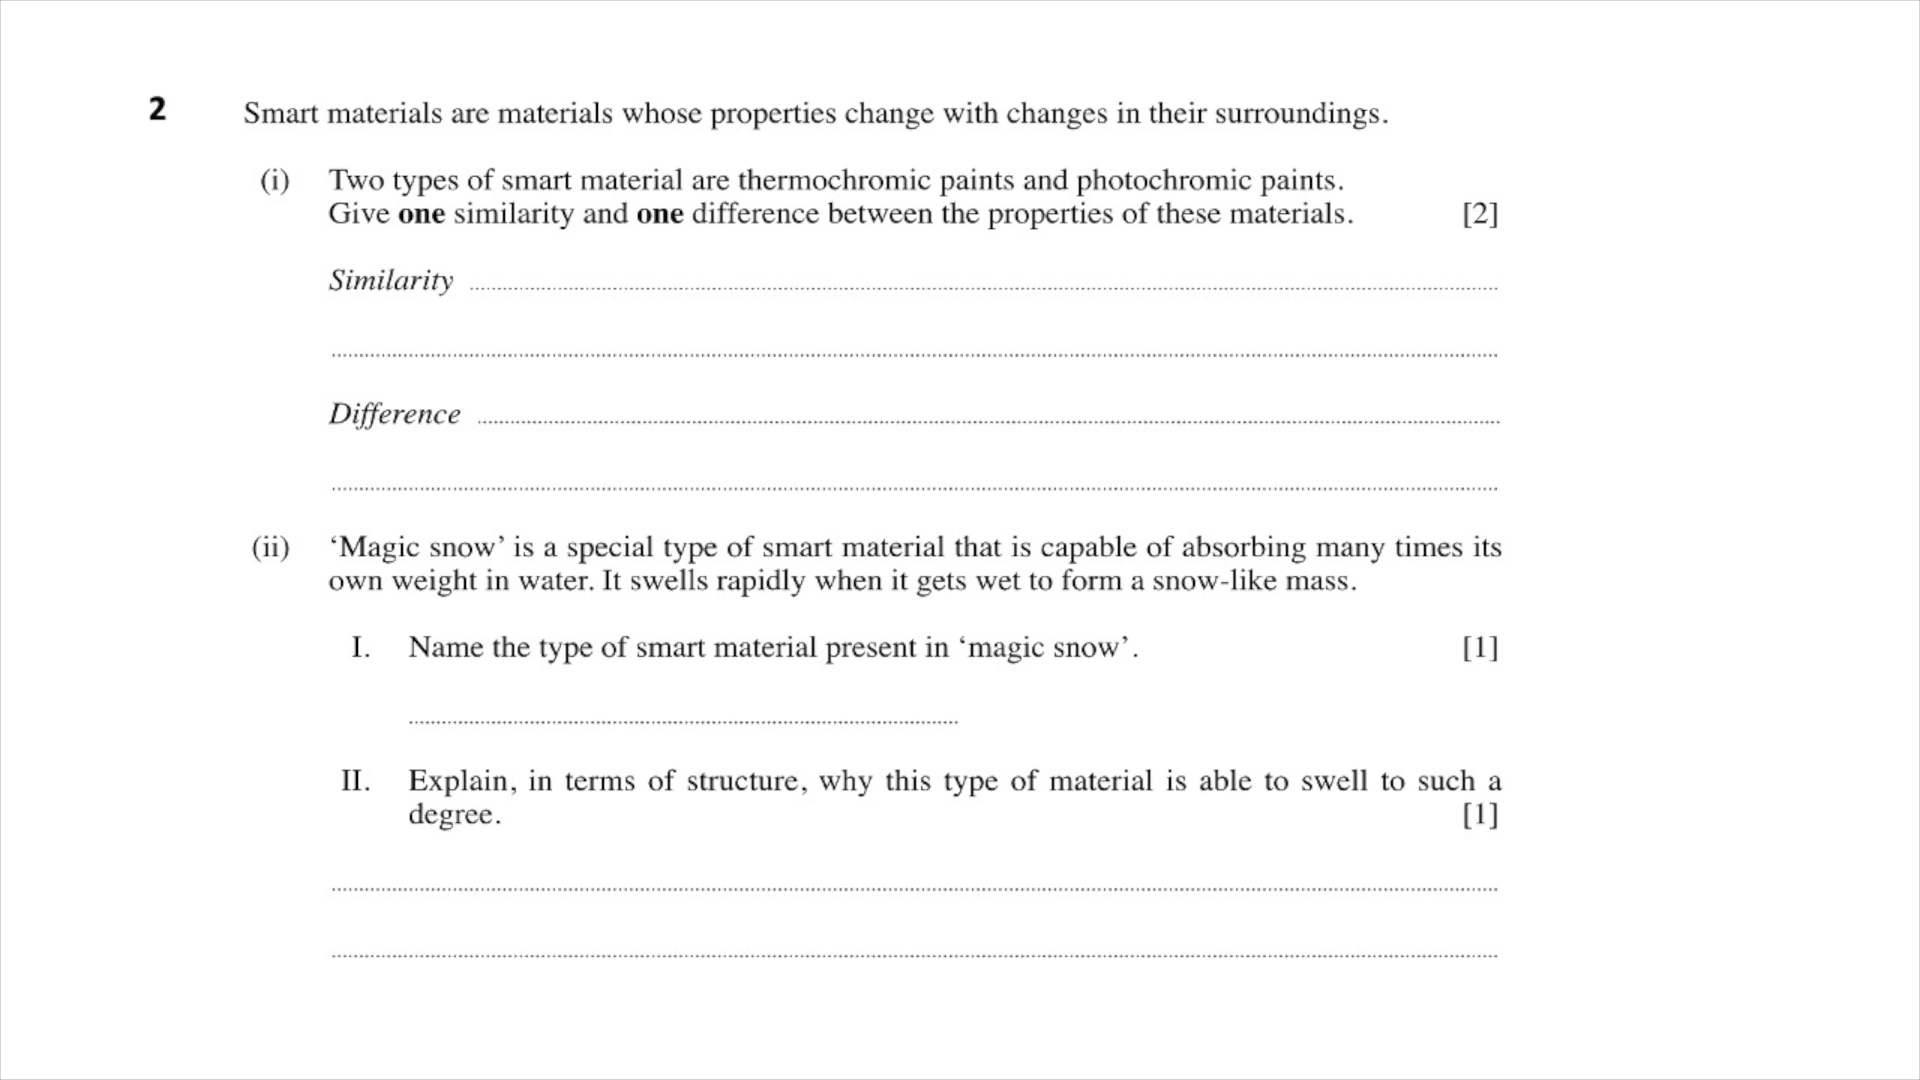 2 Smart materials are materials whose properties change with changes in their surroundings.
(i) Two types of smart material are thermochromic paints and photochromic paints.
Give one similarity and one difference between the properties of these materials. [2]
Similarity
Difference
(ii) ‘Magic snow’ is a special type of smart material that is capable of absorbing many times its
own weight in water. It swells rapidly when it gets wet to form a snow-like mass.
I. Name the type of smart material present in ‘magic snow’. [1]
II. Explain, in terms of structure, why this type of material is able to swell to such a
degree. [1]